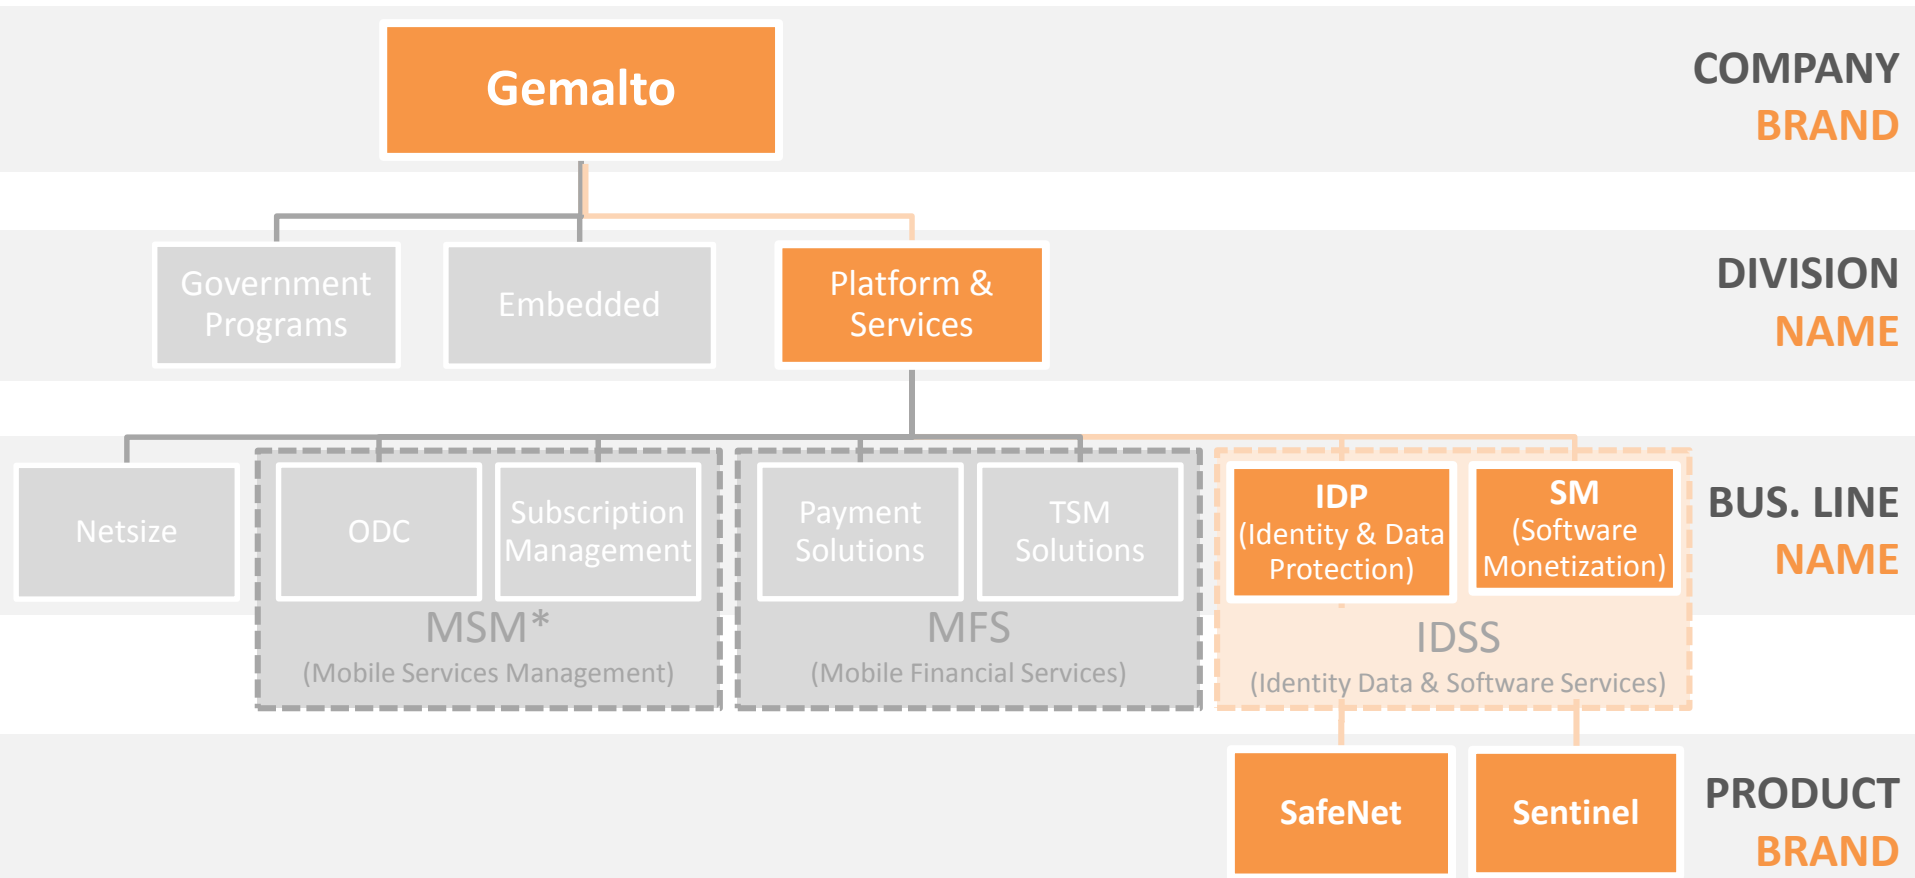 Gemalto
COMPANY
BRAND
Government
Programs
Embedded
Platform &
Services
DIVISION
NAME
Netsize
ODC
Subscription
Management
MSM*
(Mobile Services Management)
Payment
Solutions
TSM
Solutions
MFS
(Mobile Financial Services)
IDP
(Identity & Data
Protection)
SM
(Software
Monetization)
IDSS
(Identity Data & Software Services)
BUS. LINE
NAME
SafeNet
Sentinel
PRODUCT
BRAND